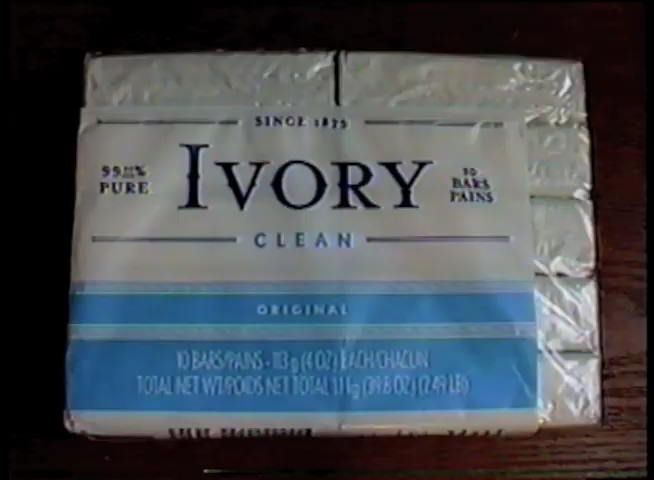 SINCE 1879
99 44/100% PURE
IVORY
10 BARS PAINS
CLEAN
ORIGINAL
10 BARS/PAINS - 113 g (4 OZ) EACH/CHACUN
TOTAL NET WT/POIDS NET TOTAL 1.1 kg (39.8 OZ) (2.49 LB)